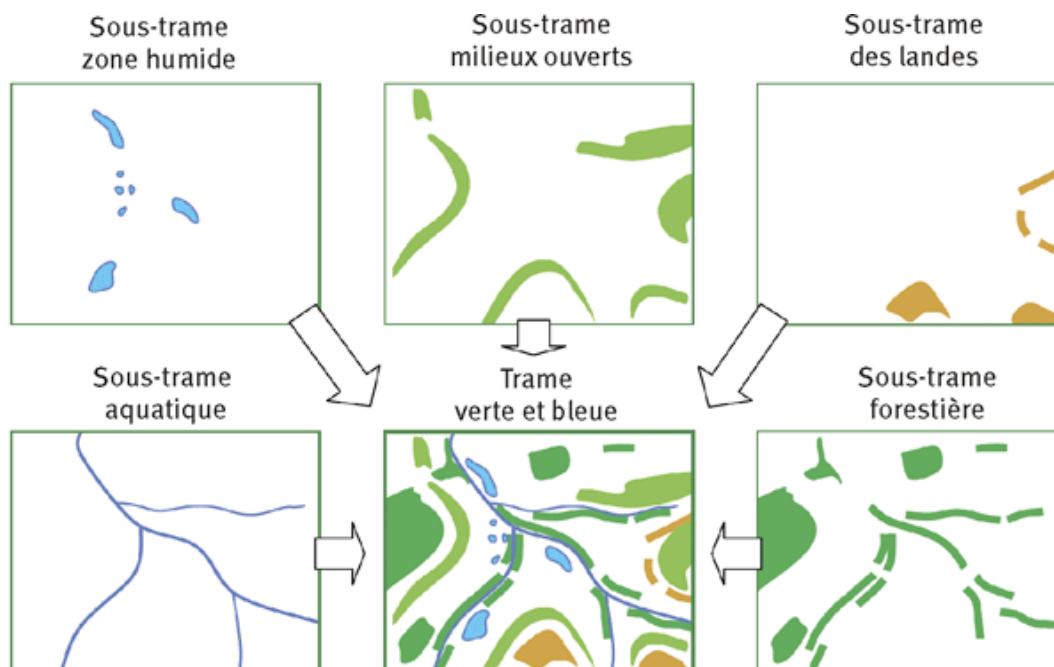 Sous-trame
zone humide
Sous-trame
milieux ouverts
Sous-trame
des landes
Sous-trame
aquatique
Trame
verte et bleue
Sous-trame
forestière